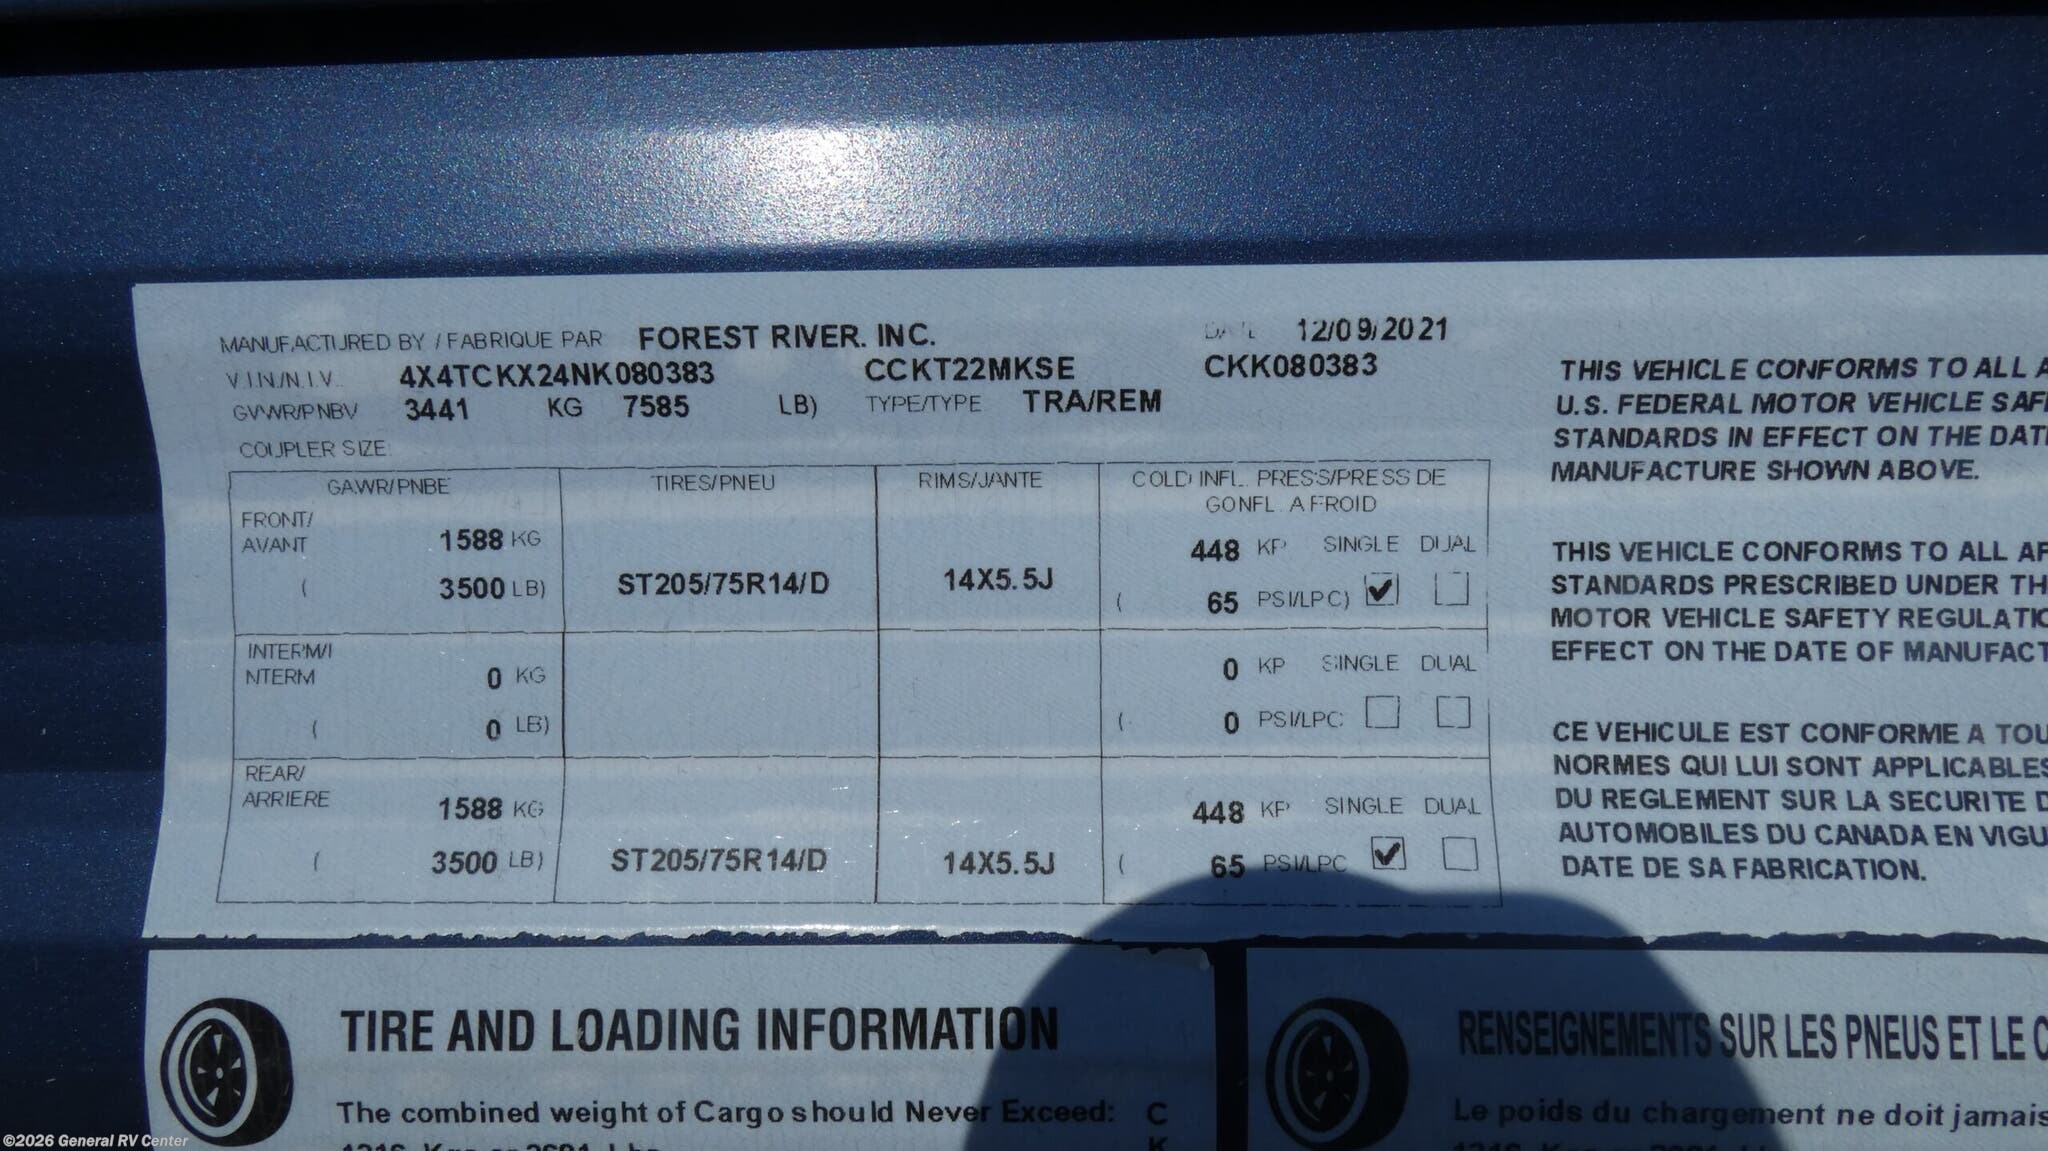 MANUFACTURED BY / FABRIQUE PAR FOREST RIVER. INC. DATE 12/09/2021
V.I.N./N.I.V. 4X4TCKX24NK080383 CCKT22MKSE CKK080383
GVWR/PNBV 3441 KG 7585 LB) TYPE/TYPE TRA/REM
COUPLER SIZE:
GAWR/PNBE TIRES/PNEU RIMS/JANTE COLD INFL. PRESS/PRESS DE
GONFL. A FROID
FRONT/
AVANT 1588 KG 448 KP SINGLE DUAL
( 3500 LB) ST205/75R14/D 14X5.5J ( 65 PSI/LPC) ✔
INTERM/I
NTERM 0 KG 0 KP SINGLE DUAL
( 0 LB) ( 0 PSI/LPC
REAR/
ARRIERE 1588 KG 448 KP SINGLE DUAL
( 3500 LB) ST205/75R14/D 14X5.5J ( 65 PSI/LPC ✔
THIS VEHICLE CONFORMS TO ALL A
U.S. FEDERAL MOTOR VEHICLE SAF
STANDARDS IN EFFECT ON THE DAT
MANUFACTURE SHOWN ABOVE.
THIS VEHICLE CONFORMS TO ALL AP
STANDARDS PRESCRIBED UNDER TH
MOTOR VEHICLE SAFETY REGULATIO
EFFECT ON THE DATE OF MANUFACT
CE VEHICULE EST CONFORME A TOU
NORMES QUI LUI SONT APPLICABLES
DU REGLEMENT SUR LA SECURITE D
AUTOMOBILES DU CANADA EN VIGU
DATE DE SA FABRICATION.
TIRE AND LOADING INFORMATION
The combined weight of Cargo should Never Exceed: C
RENSEIGNEMENTS SUR LES PNEUS ET LE C
Le poids du chargement ne doit jamais
©2026 General RV Center